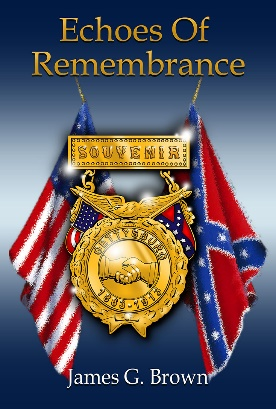 Echoes Of
Remembrance
SOUVENIR
GETTYSBURG
1863-1913
James G. Brown